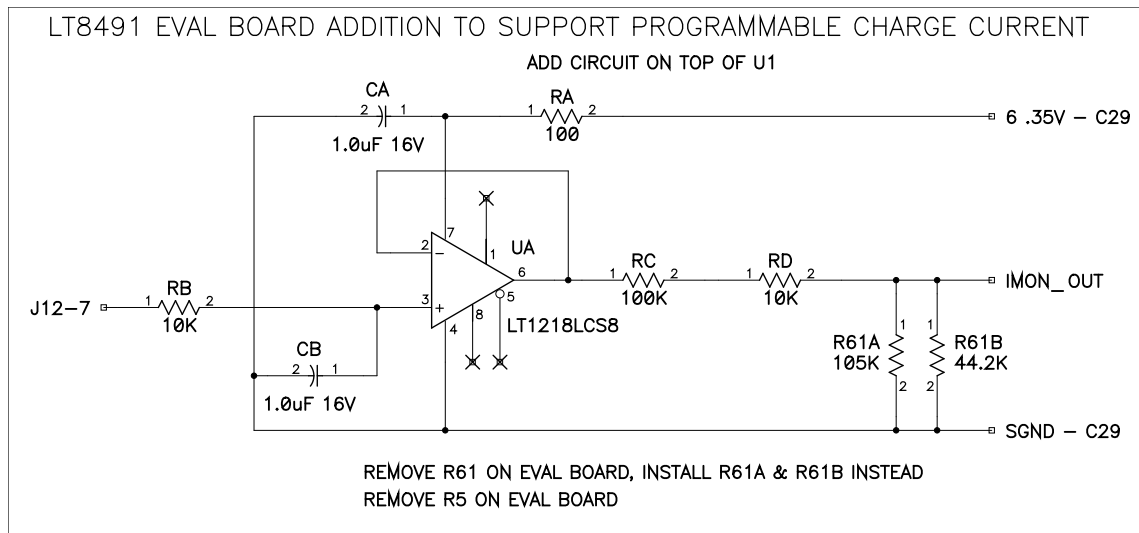 LT8491 EVAL BOARD ADDITION TO SUPPORT PROGRAMMABLE CHARGE CURRENT
ADD CIRCUIT ON TOP OF U1
CA
2 1
1.0uF 16V
RA
1 2
100
6 .35V – C29
7
1
UA
2
–
6
5
3
+
4
8
LT1218LCS8
J12–7
RB
1 2
10K
CB
2 1
1.0uF 16V
RC
1 2
100K
RD
1 2
10K
IMON_OUT
R61A
105K
1
2
R61B
44.2K
1
2
SGND – C29
REMOVE R61 ON EVAL BOARD, INSTALL R61A & R61B INSTEAD
REMOVE R5 ON EVAL BOARD